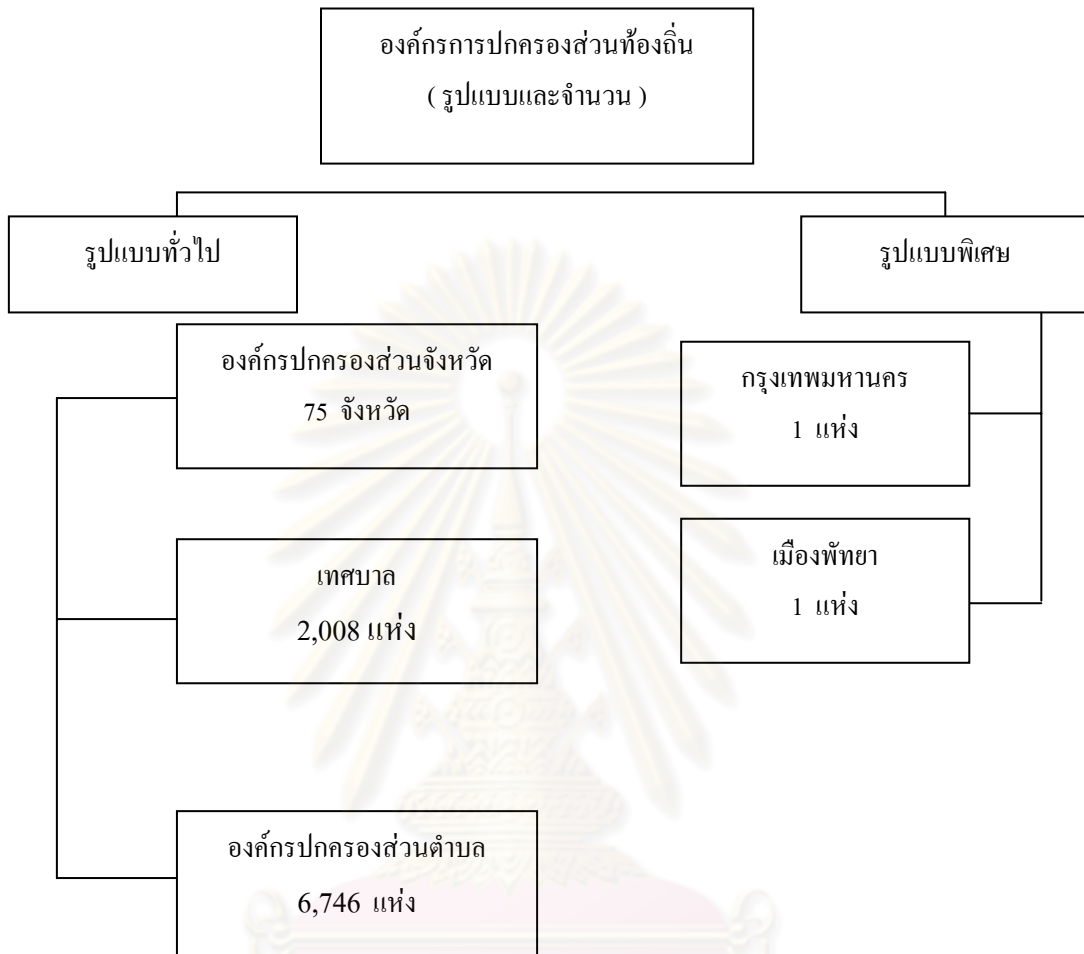 องค์กรการปกครองส่วนท้องถิ่น
( รูปแบบและจำนวน )
รูปแบบทั่วไป
รูปแบบพิเศษ
องค์กรปกครองส่วนจังหวัด
75 จังหวัด
กรุงเทพมหานคร
1 แห่ง
เทศบาล
2,008 แห่ง
เมืองพัทยา
1 แห่ง
องค์กรปกครองส่วนตำบล
6,746 แห่ง